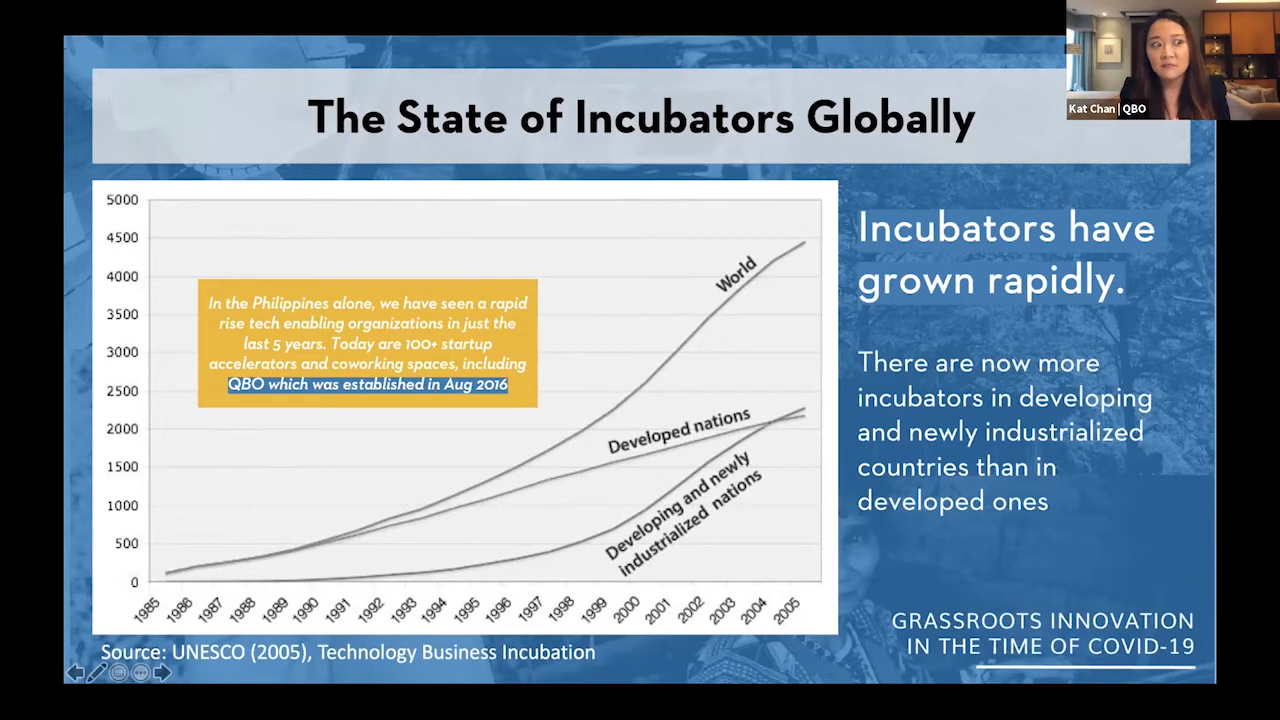 Kat Chan | QBO
The State of Incubators Globally
5000
4500
4000
3500
3000
2500
2000
1500
1000
500
0
1985
1986
1987
1988
1989
1990
1991
1992
1993
1994
1995
1996
1997
1998
1999
2000
2001
2002
2003
2004
2005
World
Developed nations
Developing and newly
industrialized nations
In the Philippines alone, we have seen a rapid
rise tech enabling organizations in just the
last 5 years. Today are 100+ startup
accelerators and coworking spaces, including
QBO which was established in Aug 2016
Incubators have
grown rapidly.
There are now more
incubators in developing
and newly industrialized
countries than in
developed ones
GRASSROOTS INNOVATION
IN THE TIME OF COVID-19
Source: UNESCO (2005), Technology Business Incubation